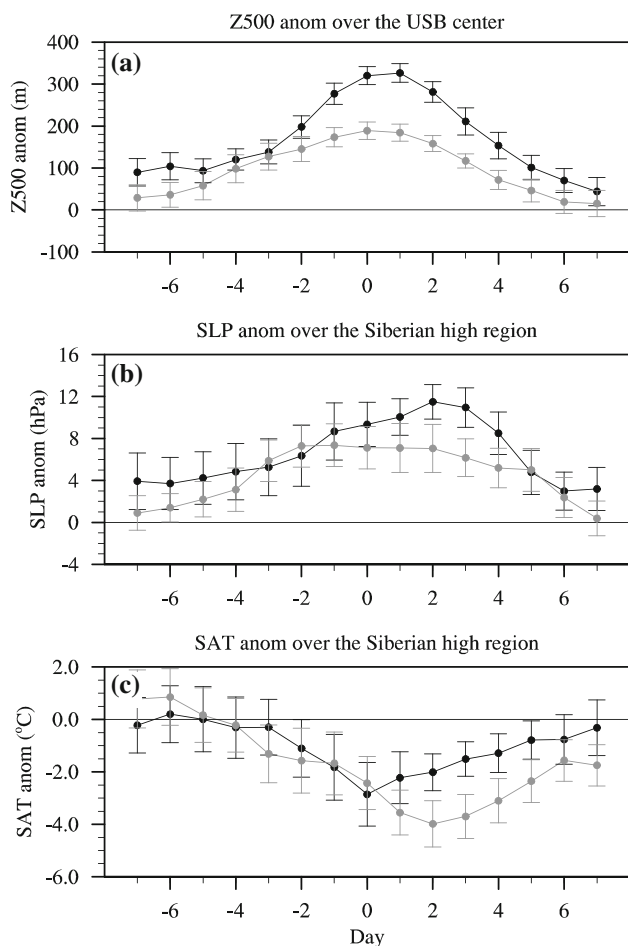 Z500 anom over the USB center
(a)
Z500 anom (m)
400
300
200
100
0
-100
-6 -4 -2 0 2 4 6
SLP anom over the Siberian high region
(b)
SLP anom (hPa)
16
12
8
4
0
-4
-6 -4 -2 0 2 4 6
SAT anom over the Siberian high region
(c)
SAT anom (°C)
2.0
0.0
-2.0
-4.0
-6.0
-6 -4 -2 0 2 4 6
Day